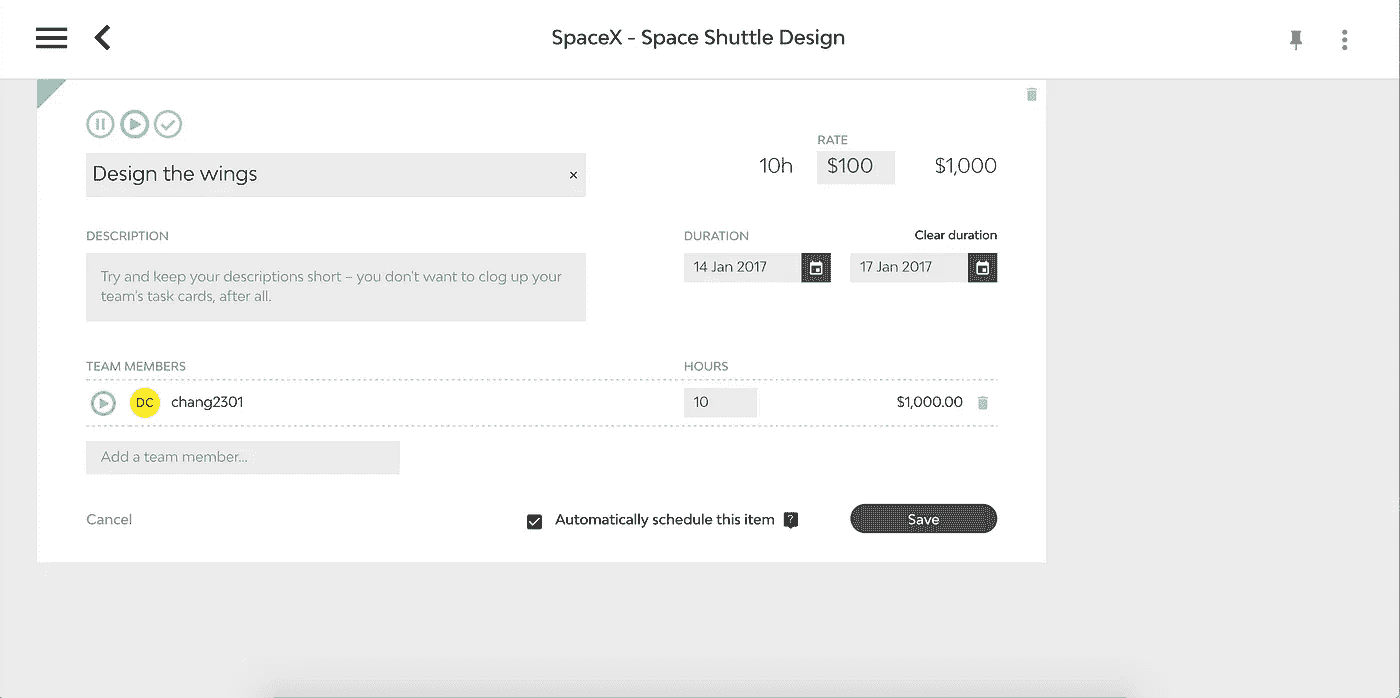 SpaceX - Space Shuttle Design
RATE
Design the wings ×
10h $100 $1,000
DESCRIPTION
DURATION Clear duration
Try and keep your descriptions short – you don't want to clog up your
team's task cards, after all.
14 Jan 2017 17 Jan 2017
TEAM MEMBERS HOURS
DC chang2301 10 $1,000.00
Add a team member...
Cancel Automatically schedule this item ? Save